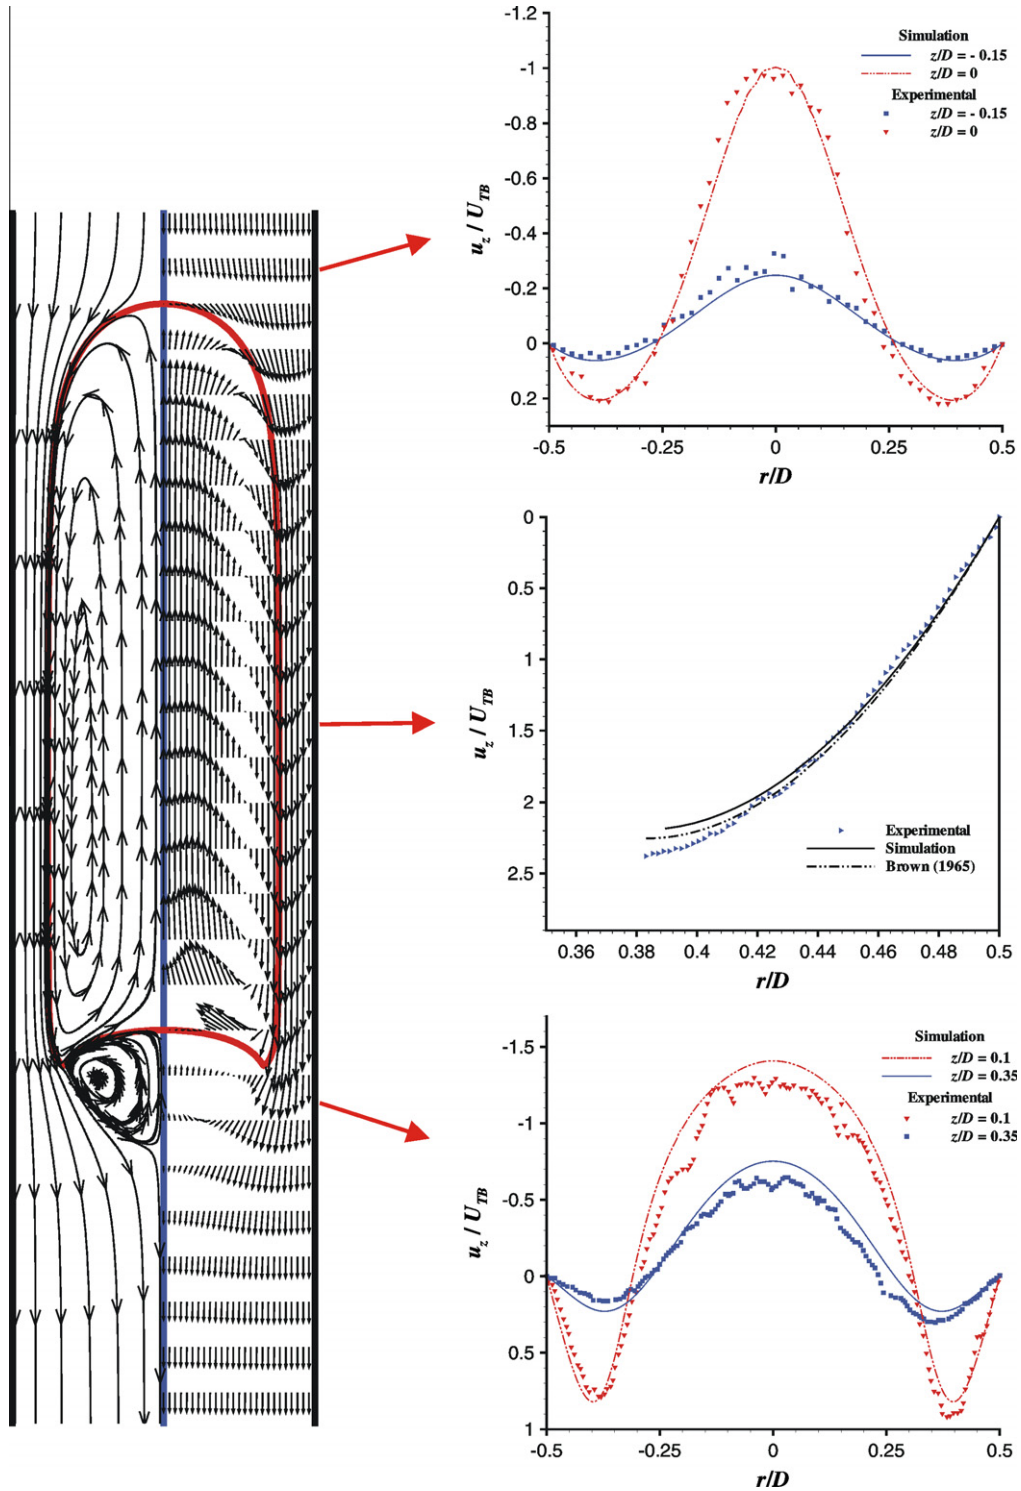 -1.2
-1
-0.8
-0.6
-0.4
-0.2
0
0.2
u_z / U_TB
-0.5 -0.25 0 0.25 0.5
r/D
Simulation
z/D = - 0.15
z/D = 0
Experimental
z/D = - 0.15
z/D = 0
0
0.5
1
1.5
2
2.5
u_z / U_TB
0.36 0.38 0.4 0.42 0.44 0.46 0.48 0.5
r/D
Experimental
Simulation
Brown (1965)
-1.5
-1
-0.5
0
0.5
1
u_z / U_TB
-0.5 -0.25 0 0.25 0.5
r/D
Simulation
z/D = 0.1
z/D = 0.35
Experimental
z/D = 0.1
z/D = 0.35